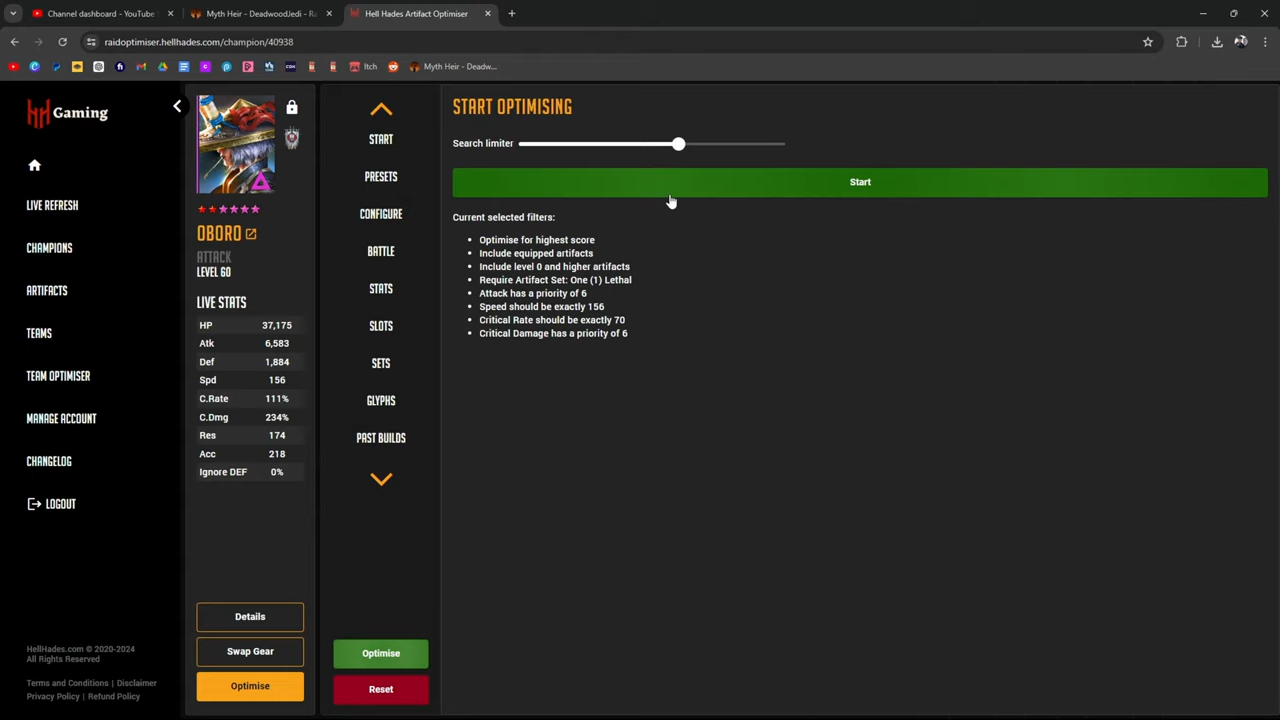 Channel dashboard - YouTube
Myth Heir - DeadwoodJedi - Ra
Hell Hades Artifact Optimiser
raidoptimiser.hellhades.com/champion/40938
Itch
Myth Heir - Deadw...
Gaming
LIVE REFRESH
CHAMPIONS
ARTIFACTS
TEAMS
TEAM OPTIMISER
MANAGE ACCOUNT
CHANGELOG
LOGOUT
HellHades.com © 2020-2024
All Rights Reserved
Terms and Conditions | Disclaimer
Privacy Policy | Refund Policy
OBORO
ATTACK
LEVEL 60
LIVE STATS
HP 37,175
Atk 6,583
Def 1,884
Spd 156
C.Rate 111%
C.Dmg 234%
Res 174
Acc 218
Ignore DEF 0%
Details
Swap Gear
Optimise
START
PRESETS
CONFIGURE
BATTLE
STATS
SLOTS
SETS
GLYPHS
PAST BUILDS
Optimise
Reset
START OPTIMISING
Search limiter
Start
Current selected filters:
• Optimise for highest score
• Include equipped artifacts
• Include level 0 and higher artifacts
• Require Artifact Set: One (1) Lethal
• Attack has a priority of 6
• Speed should be exactly 156
• Critical Rate should be exactly 70
• Critical Damage has a priority of 6